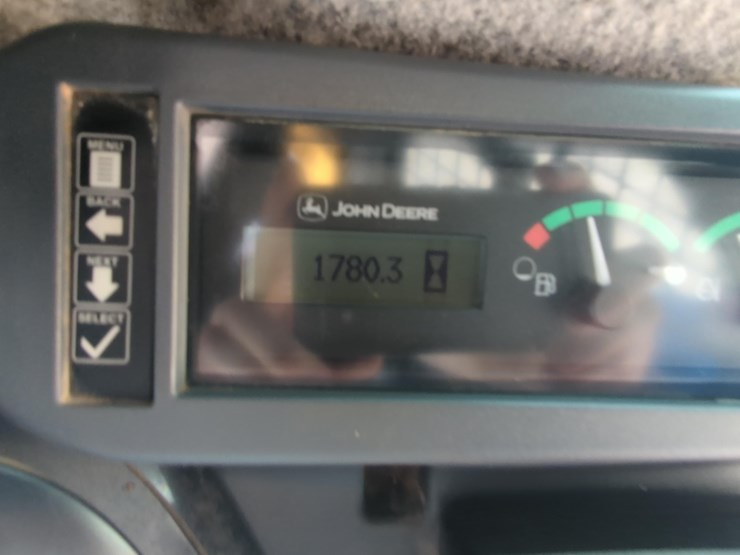 MENU
BACK
NEXT
SELECT
JOHN DEERE
1780.3